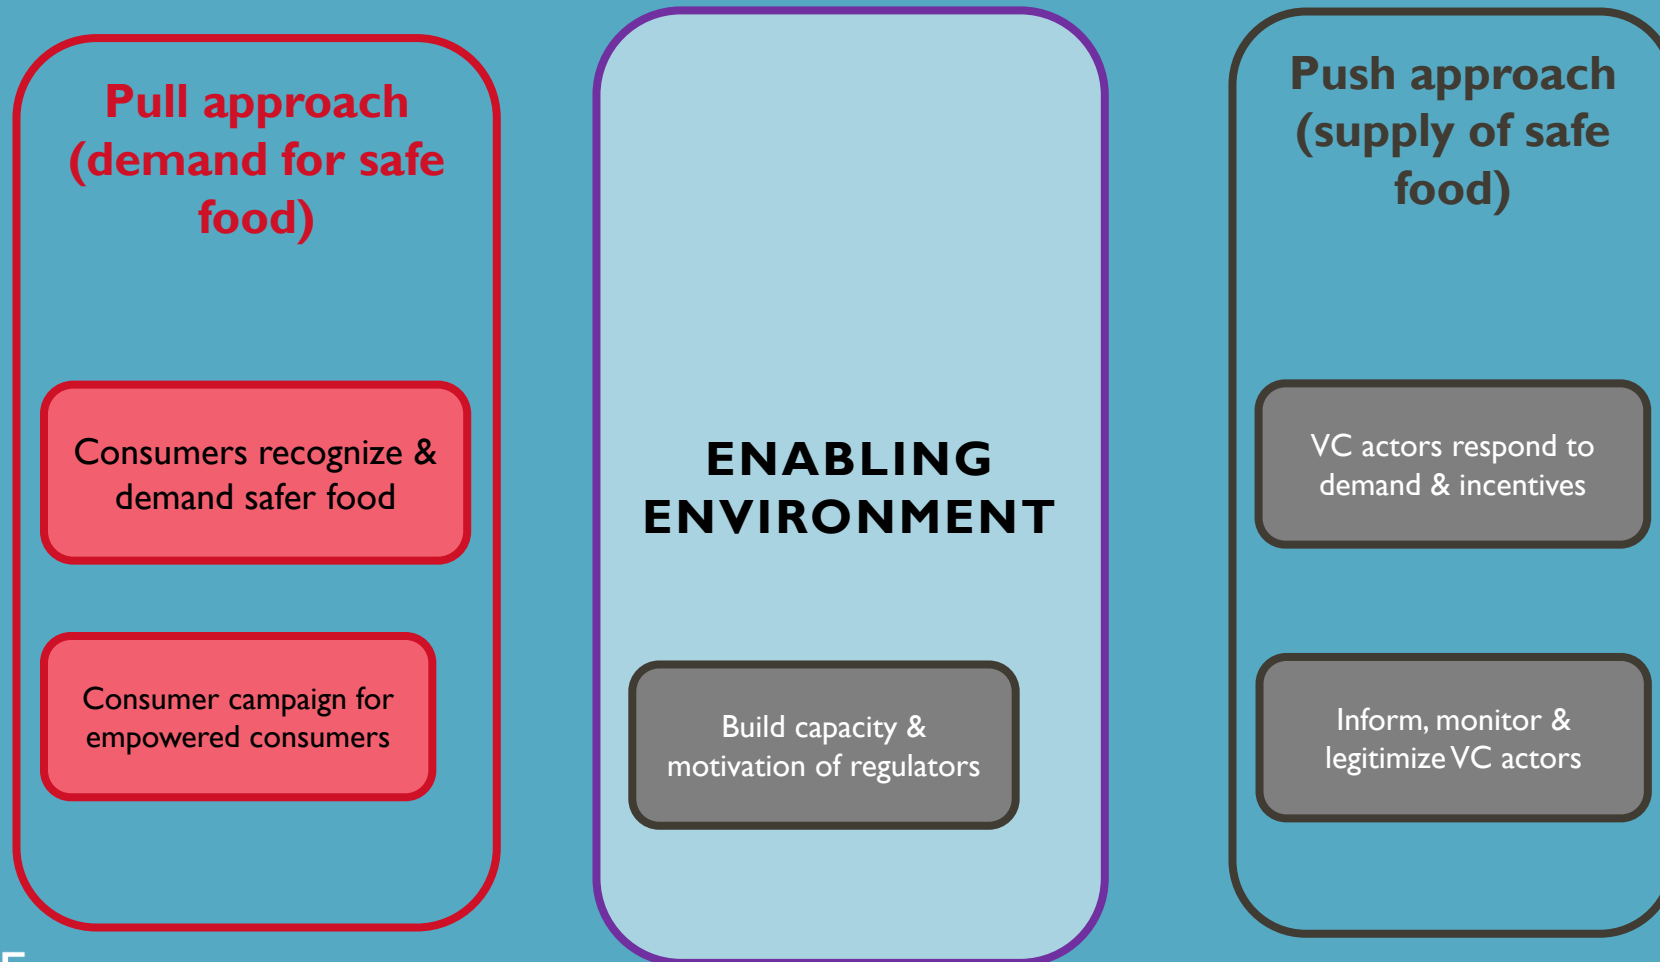 Pull approach
(demand for safe
food)
Consumers recognize &
demand safer food
Consumer campaign for
empowered consumers
ENABLING
ENVIRONMENT
Build capacity &
motivation of regulators
Push approach
(supply of safe
food)
VC actors respond to
demand & incentives
Inform, monitor &
legitimize VC actors